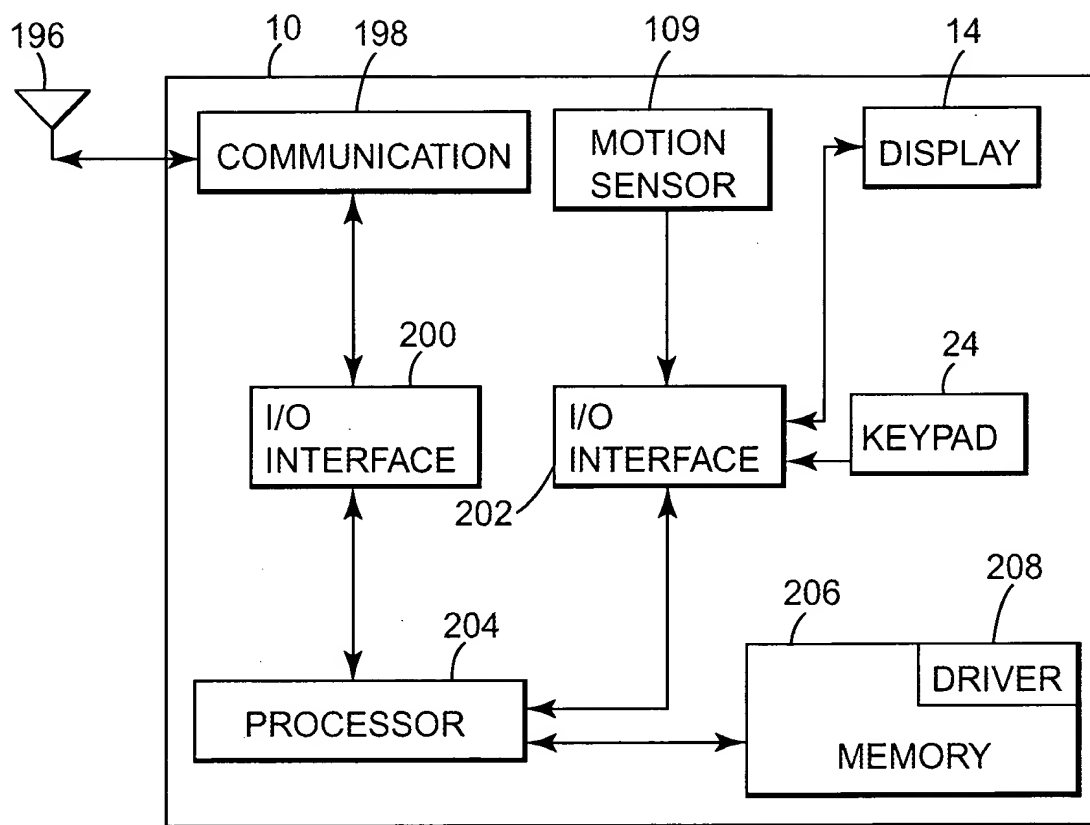 196
10
198
109
14
COMMUNICATION
MOTION
SENSOR
DISPLAY
200
24
I/O
INTERFACE
I/O
INTERFACE
KEYPAD
202
204
206
208
PROCESSOR
DRIVER
MEMORY